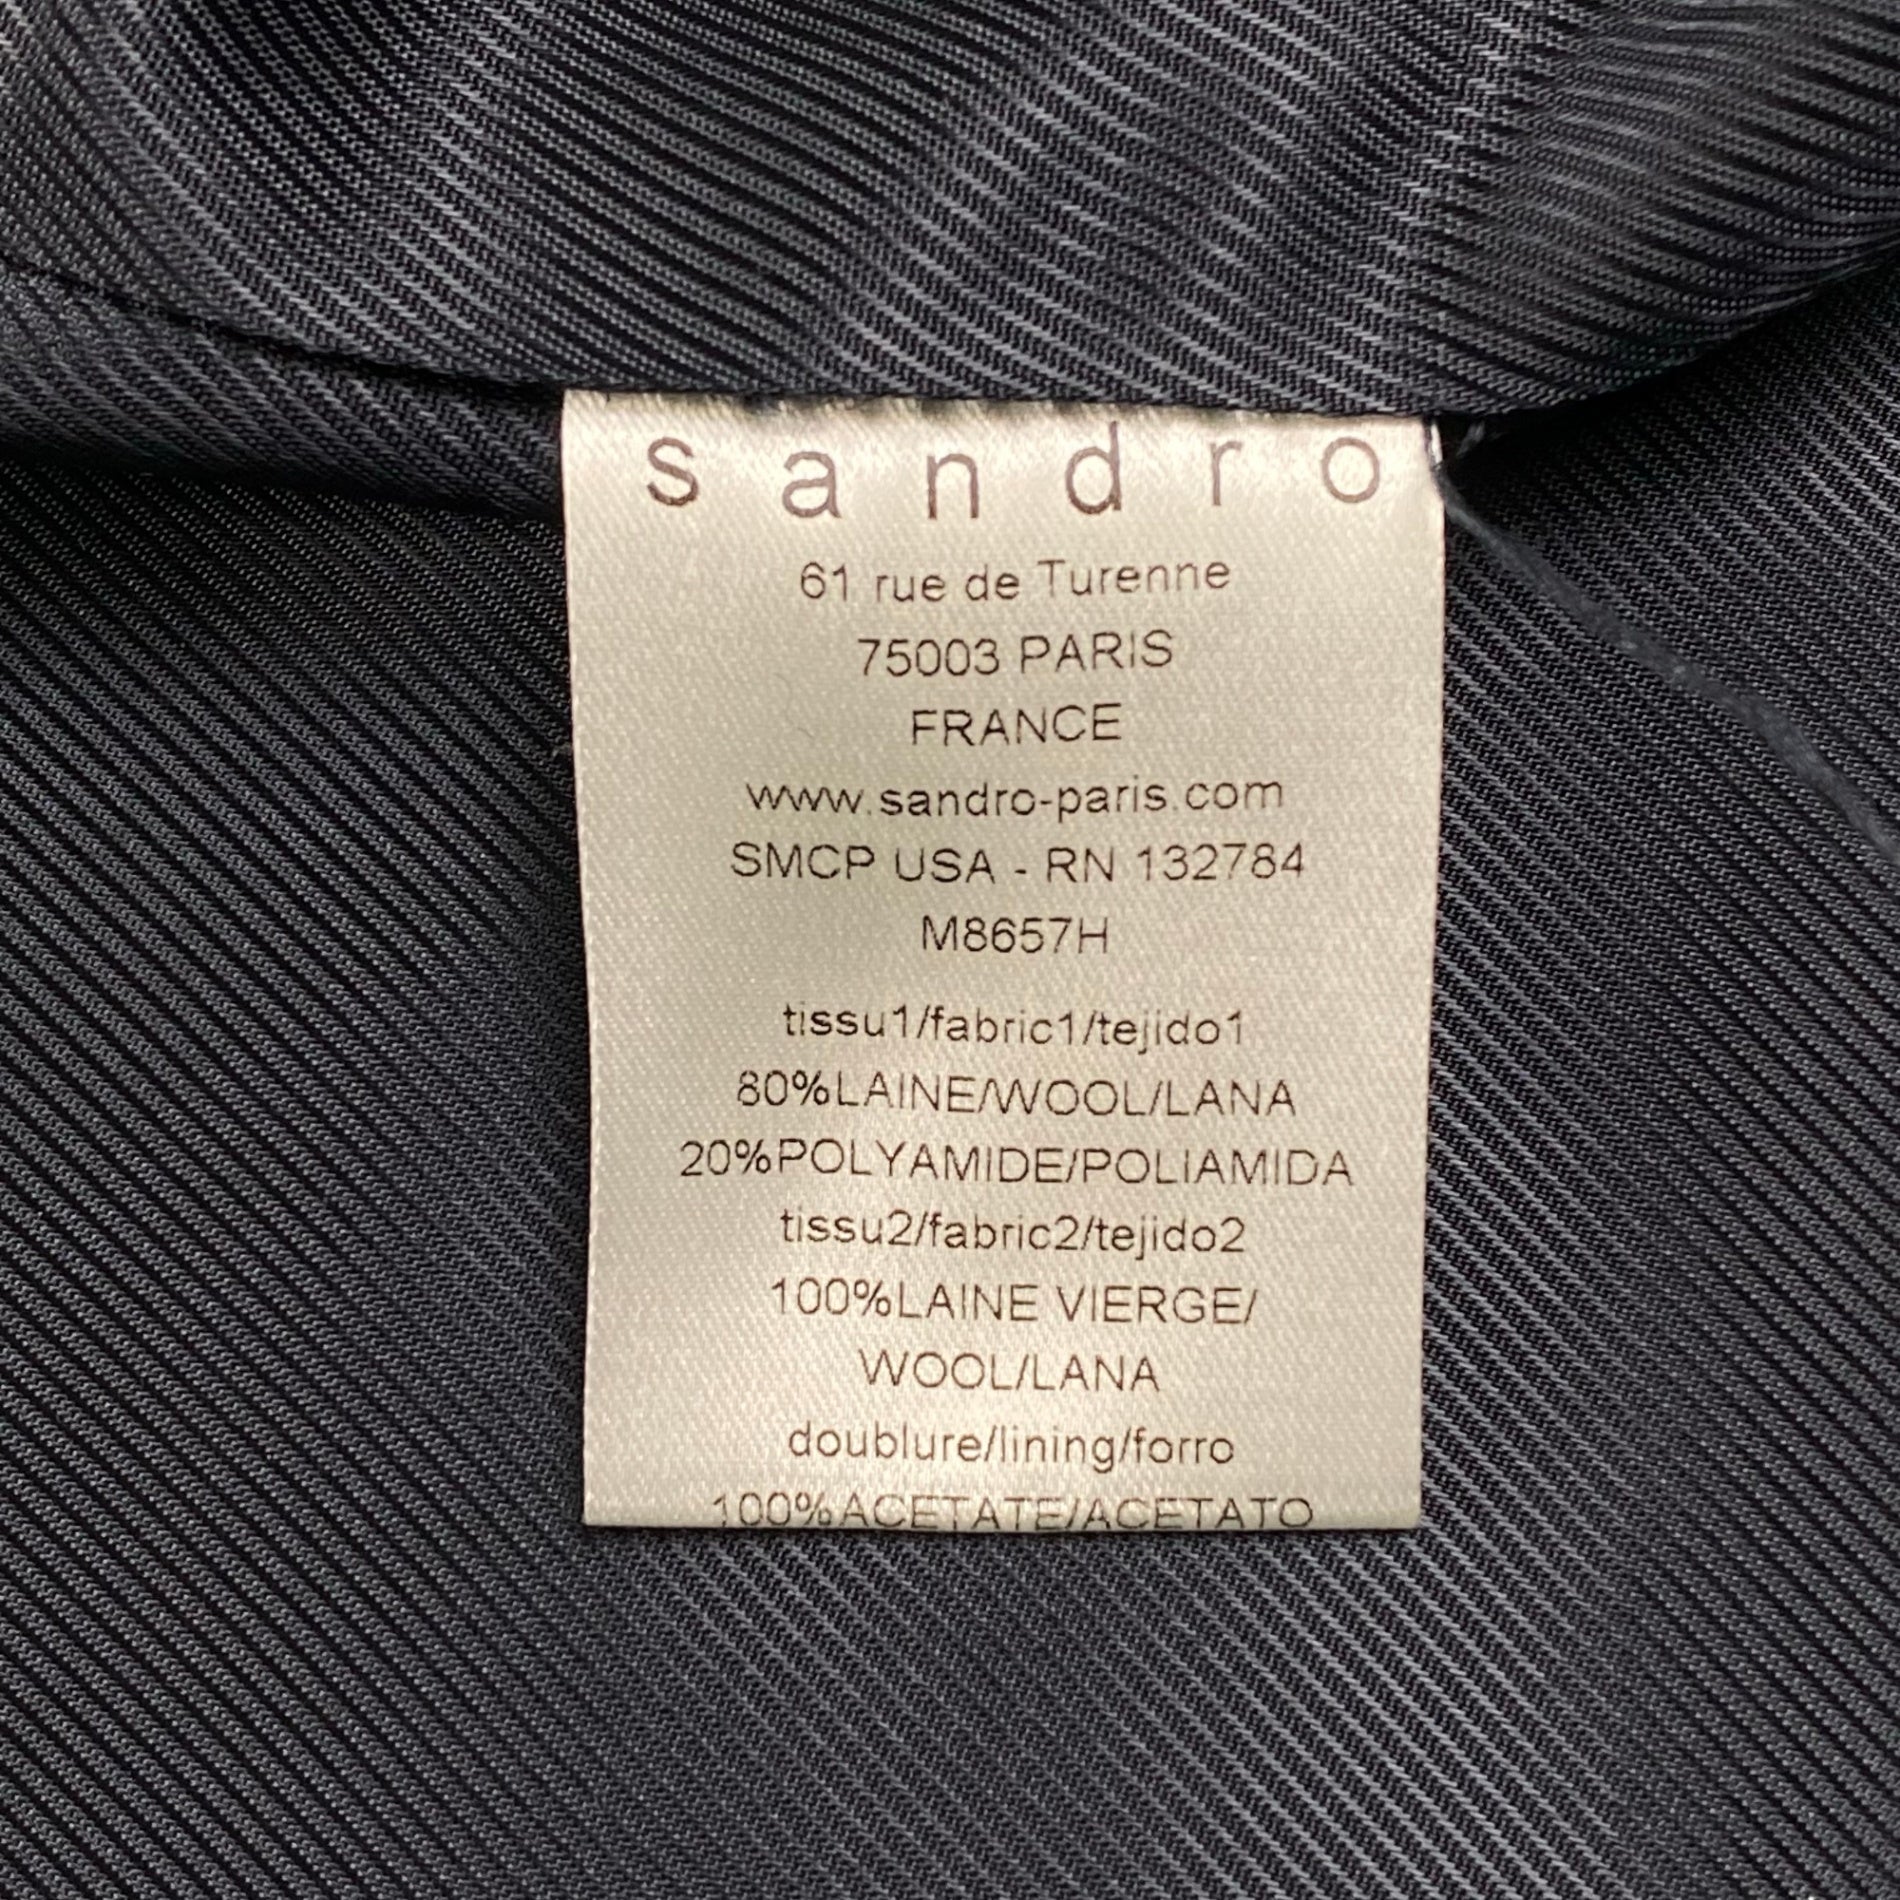 sandro
61 rue de Turenne
75003 PARIS
FRANCE
www.sandro-paris.com
SMCP USA - RN 132784
M8657H
tissu1/fabric1/tejido1
80%LAINE/WOOL/LANA
20%POLYAMIDE/POLIAMIDA
tissu2/fabric2/tejido2
100%LAINE VIERGE/
WOOL/LANA
doublure/lining/forro
100%ACETATE/ACETATO